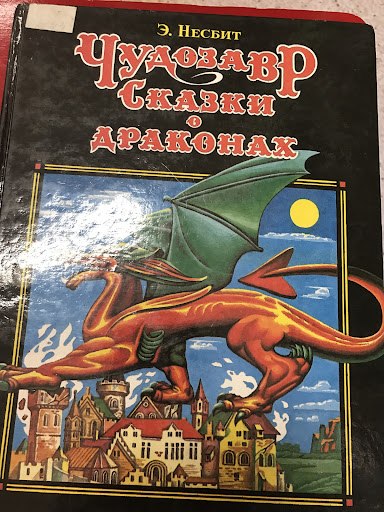 Э. Несбит
Чудозавр
Сказки
о
драконах